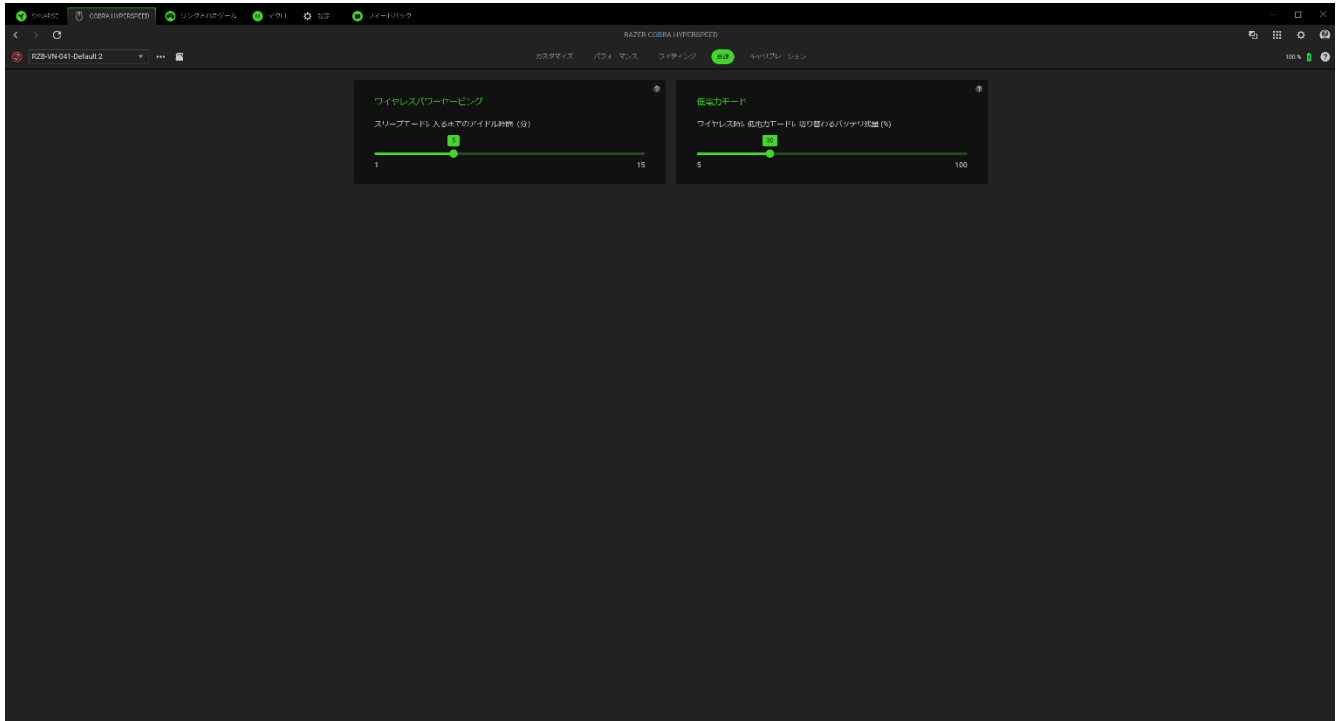 SYNAPSE
COBRA HYPERSPEED
リンクされたゲーム
マクロ
設定
フィードバック
RAZER COBRA HYPERSPEED
RZB-VN-041-Default 2
カスタマイズ
パフォーマンス
ライティング
電源
キャリブレーション
100 %
ワイヤレスパワーセービング
スリープモードに入るまでのアイドル時間 (分)
5
1 15
低電力モード
ワイヤレス時に低電力モードに切り替わるバッテリ残量 (%)
30
5 100